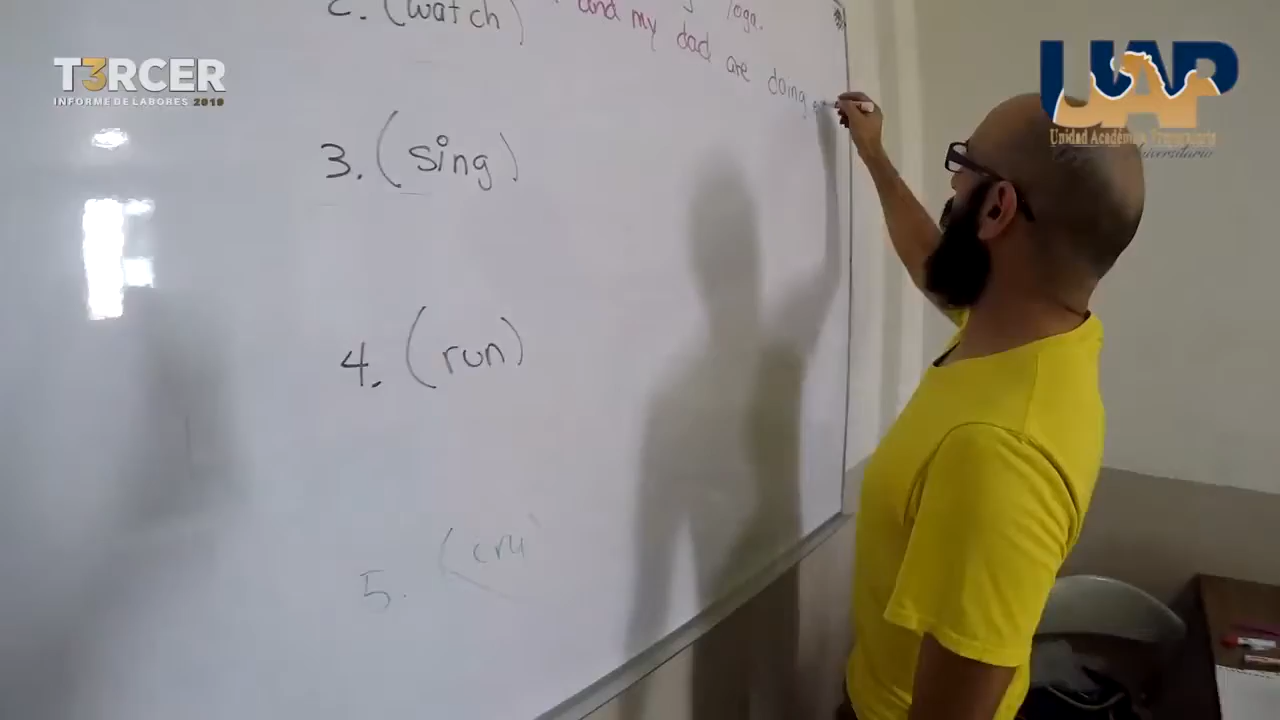 2. (watch)
yoga.
and my dad are doing
T3RCER
INFORME DE LABORES 2019
UAP
Unidad Académica Preparatoria
3. (sing)
4. (run)
5.